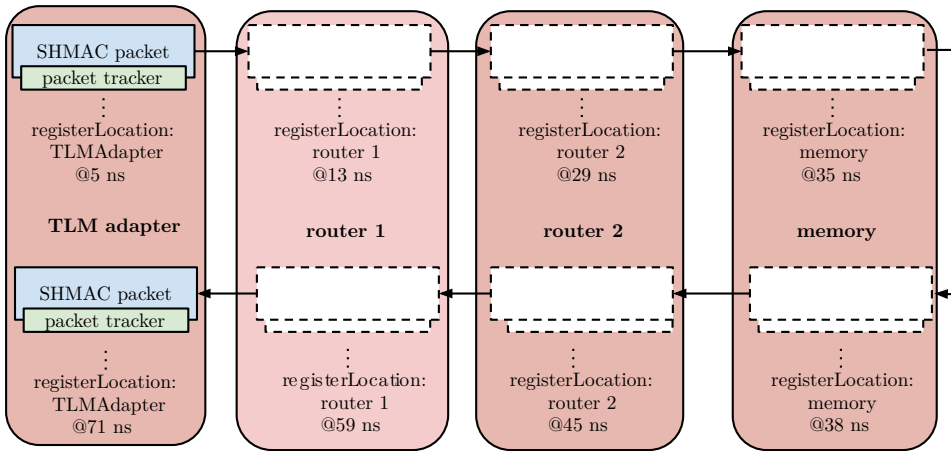 SHMAC packet
packet tracker
⋮
registerLocation:
TLMAdapter
@5 ns
⋮
registerLocation:
router 1
@13 ns
⋮
registerLocation:
router 2
@29 ns
⋮
registerLocation:
memory
@35 ns
TLM adapter
router 1
router 2
memory
SHMAC packet
packet tracker
⋮
registerLocation:
TLMAdapter
@71 ns
⋮
registerLocation:
router 1
@59 ns
⋮
registerLocation:
router 2
@45 ns
⋮
registerLocation:
memory
@38 ns